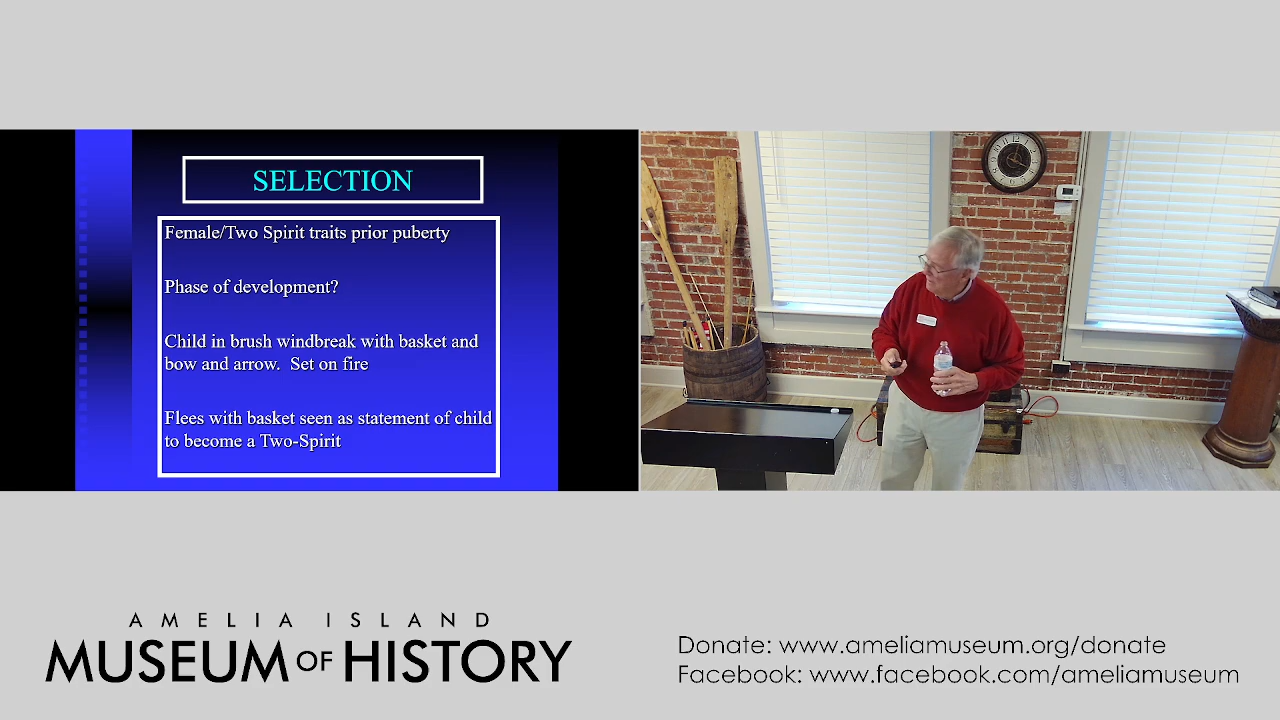 SELECTION
Female/Two Spirit traits prior puberty
Phase of development?
Child in brush windbreak with basket and
bow and arrow. Set on fire
Flees with basket seen as statement of child
to become a Two-Spirit
AMELIA ISLAND
MUSEUM OF HISTORY
Donate: www.ameliamuseum.org/donate
Facebook: www.facebook.com/ameliamuseum